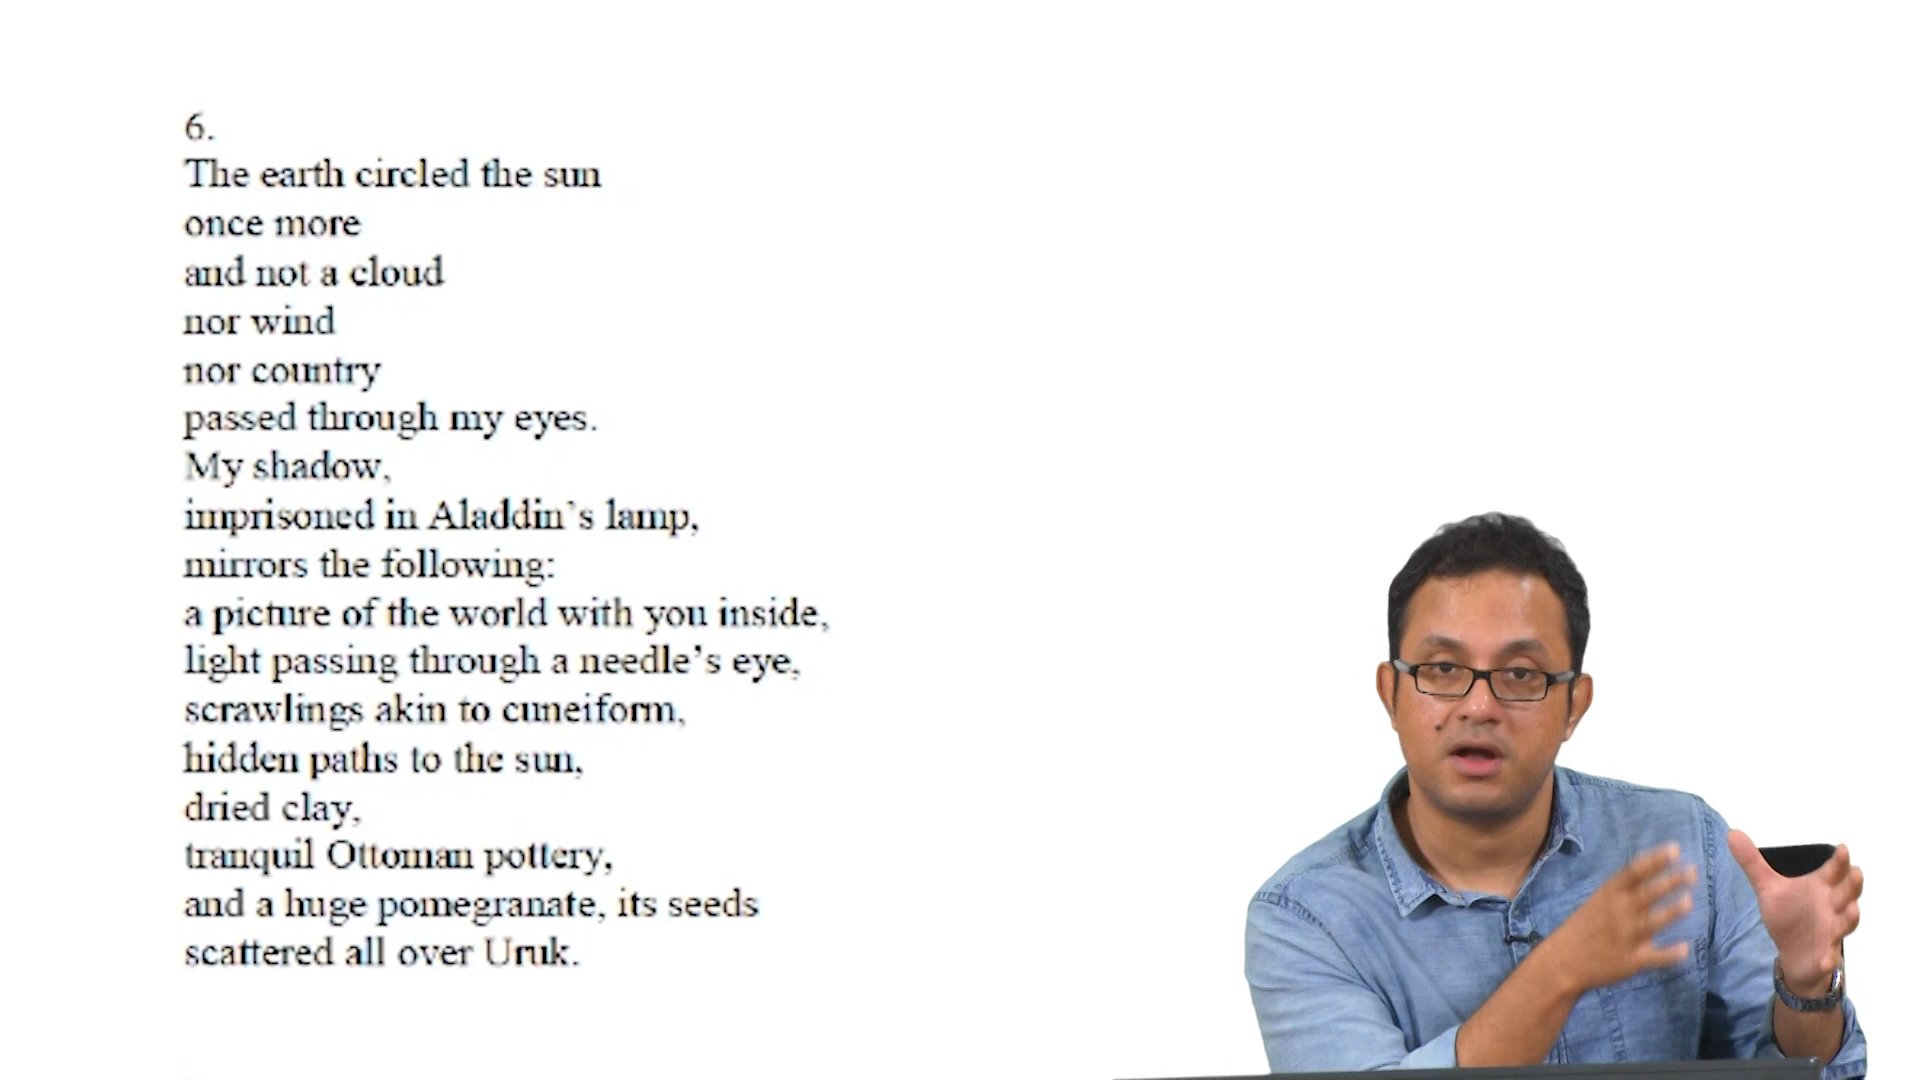 6.
The earth circled the sun
once more
and not a cloud
nor wind
nor country
passed through my eyes.
My shadow,
imprisoned in Aladdin's lamp,
mirrors the following:
a picture of the world with you inside,
light passing through a needle's eye,
scrawlings akin to cuneiform,
hidden paths to the sun,
dried clay,
tranquil Ottoman pottery,
and a huge pomegranate, its seeds
scattered all over Uruk.